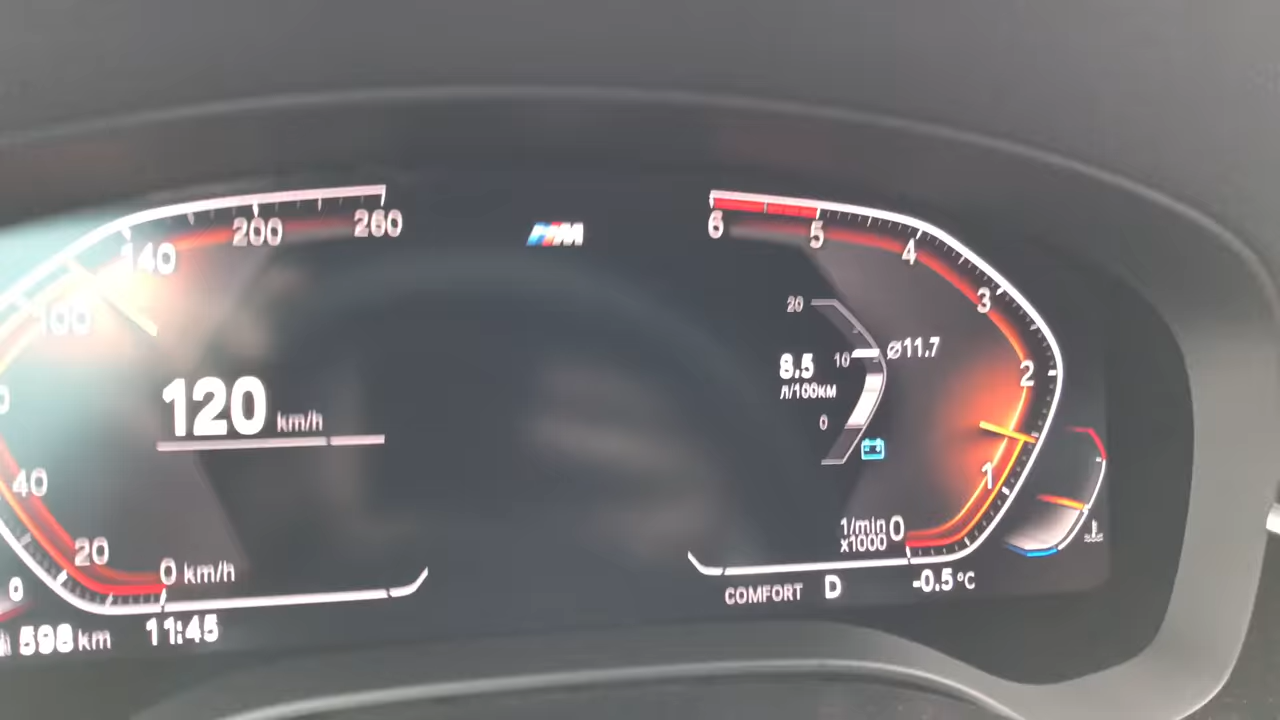 260
200
140
100
120 km/h
40
20
0 km/h
0
598 km
11:45
M
6
5
4
3
2
1
0
1/min
x1000
20
10
0
ø11.7
8.5
л/100км
COMFORT D
-0.5 °C